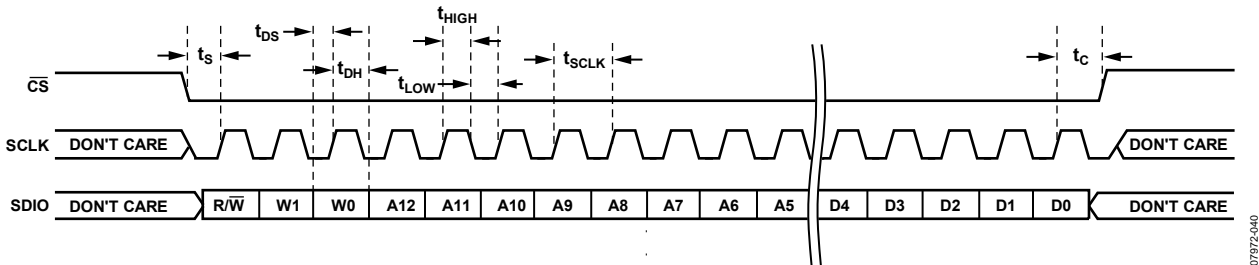 tHIGH
tDS
tS
tDH
tSCLK
tC
tLOW
CS
SCLK DON'T CARE DON'T CARE
SDIO DON'T CARE R/W W1 W0 A12 A11 A10 A9 A8 A7 A6 A5 D4 D3 D2 D1 D0 DON'T CARE
07972-040